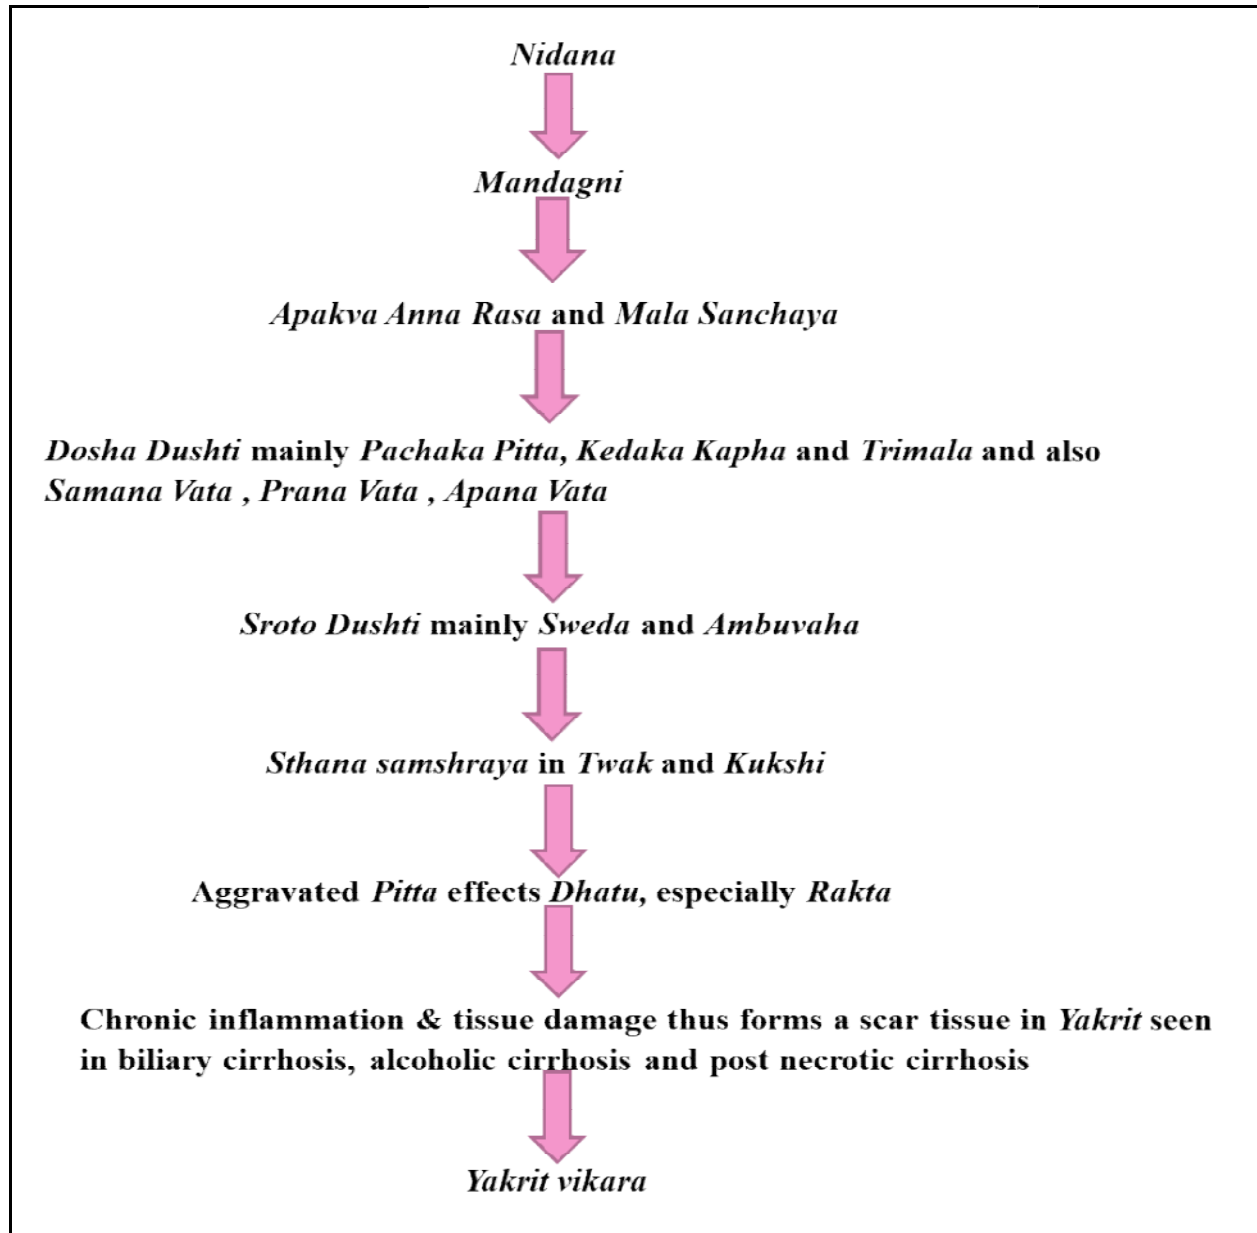 Nidana
Mandagni
Apakva Anna Rasa and Mala Sanchaya
Dosha Dushti mainly Pachaka Pitta, Kedaka Kapha and Trimala and also
Samana Vata , Prana Vata , Apana Vata
Sroto Dushti mainly Sweda and Ambuvaha
Sthana samshraya in Twak and Kukshi
Aggravated Pitta effects Dhatu, especially Rakta
Chronic inflammation & tissue damage thus forms a scar tissue in Yakrit seen
in biliary cirrhosis, alcoholic cirrhosis and post necrotic cirrhosis
Yakrit vikara